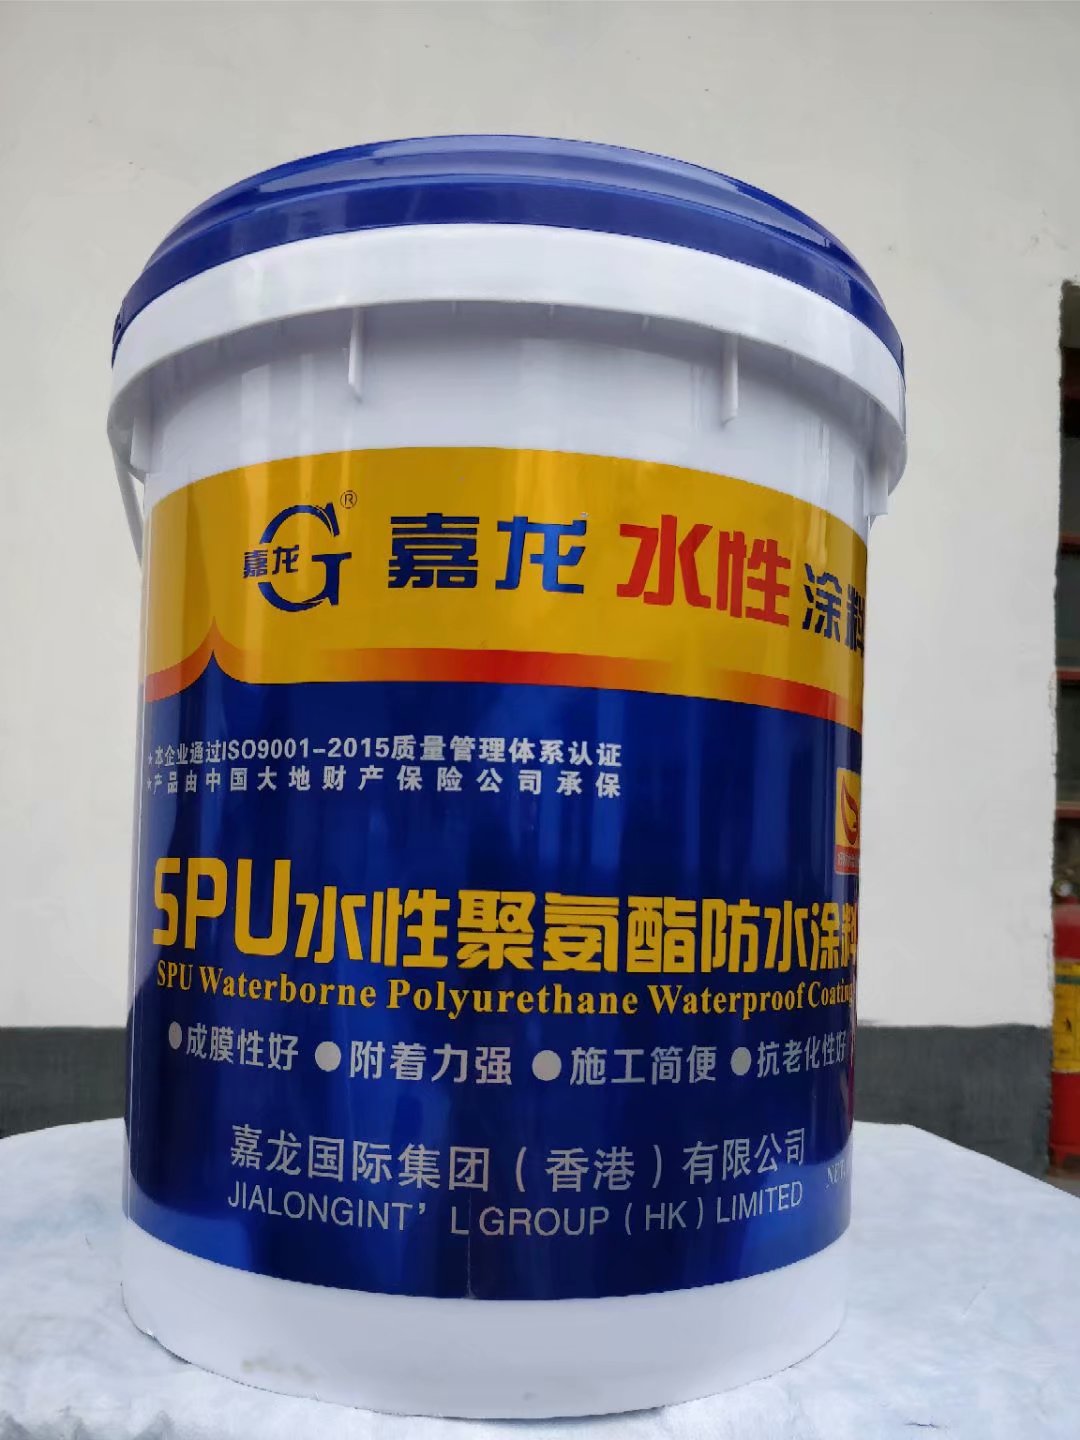 嘉龙 G ®
嘉龙 水性 涂料
★本企业通过ISO9001-2015质量管理体系认证
★产品由中国大地财产保险公司承保
SPU水性聚氨酯防水涂料
SPU Waterborne Polyurethane Waterproof Coating
●成膜性好 ●附着力强 ●施工简便 ●抗老化性好
嘉龙国际集团（香港）有限公司
JIALONGINT’L GROUP（HK）LIMITED
NET